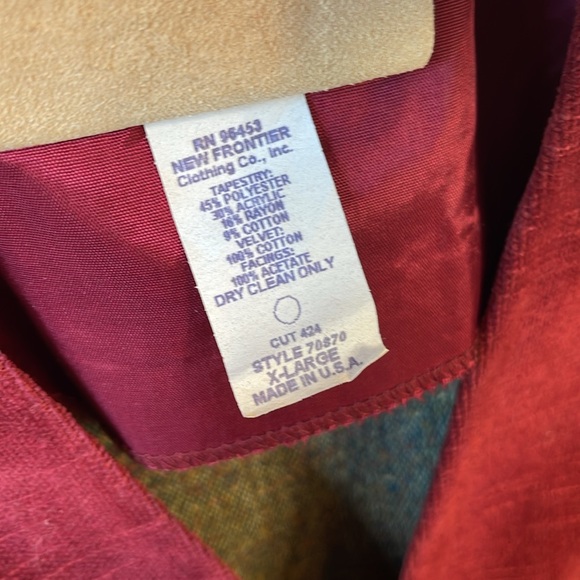 RN 96453
NEW FRONTIER
Clothing Co., Inc.
TAPESTRY:
45% POLYESTER
30% ACRYLIC
16% RAYON
9% COTTON
VELVET:
100% COTTON
FACINGS:
100% ACETATE
DRY CLEAN ONLY
CUT 424
STYLE 70870
X-LARGE
MADE IN U.S.A.